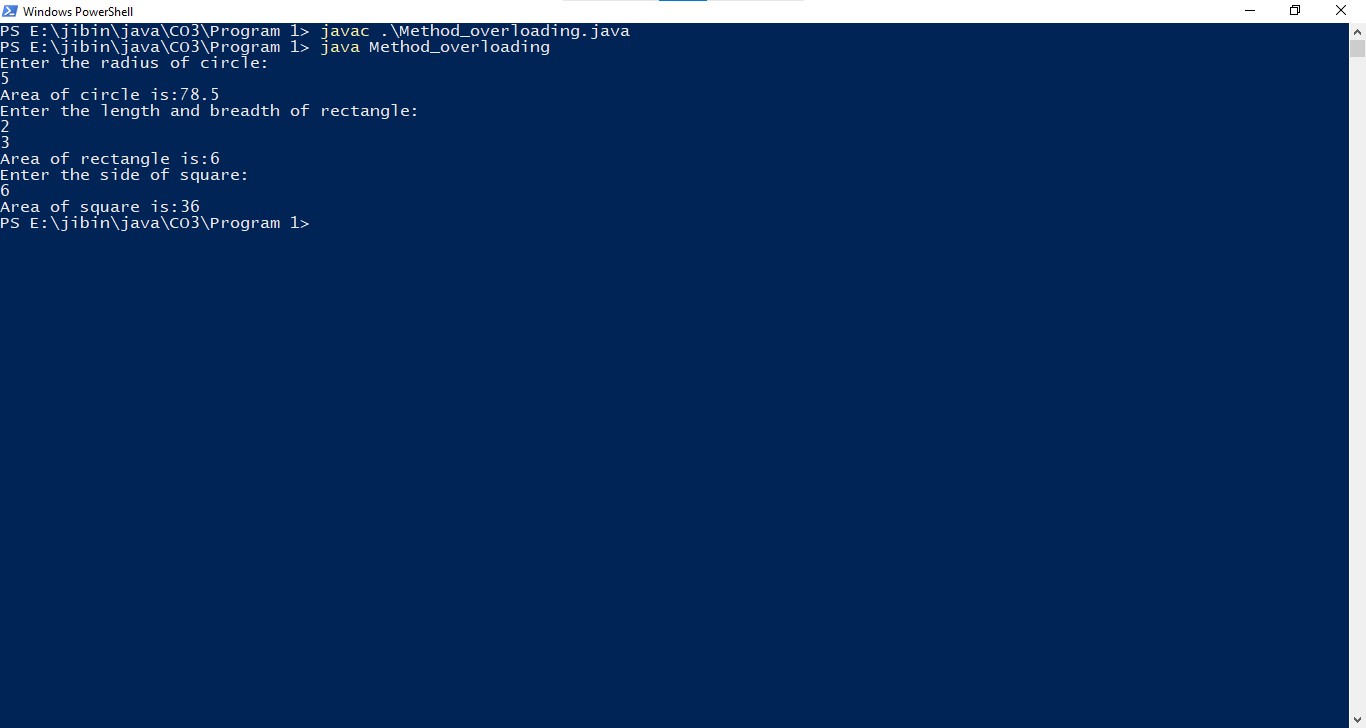 Windows PowerShell
PS E:\jibin\java\CO3\Program 1> javac .\Method_overloading.java
PS E:\jibin\java\CO3\Program 1> java Method_overloading
Enter the radius of circle:
5
Area of circle is:78.5
Enter the length and breadth of rectangle:
2
3
Area of rectangle is:6
Enter the side of square:
6
Area of square is:36
PS E:\jibin\java\CO3\Program 1>